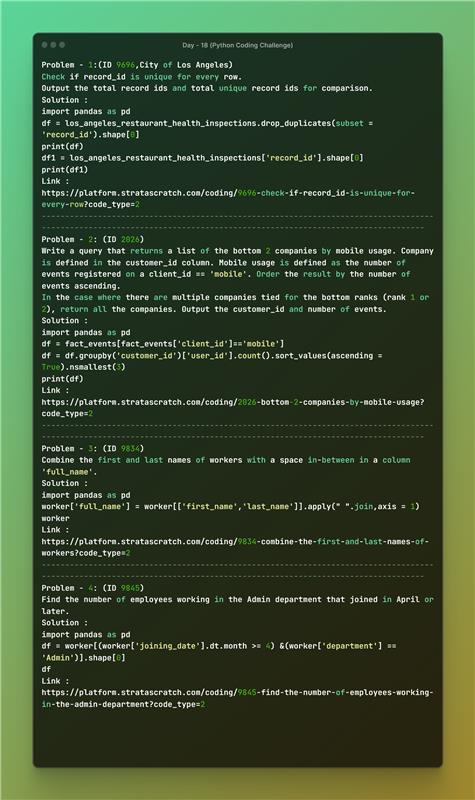 Day - 18 (Python Coding Challenge)
Problem - 1:(ID 9696,City of Los Angeles)
Check if record_id is unique for every row.
Output the total record ids and total unique record ids for comparison.
Solution :
import pandas as pd
df = los_angeles_restaurant_health_inspections.drop_duplicates(subset =
'record_id').shape[0]
print(df)
df1 = los_angeles_restaurant_health_inspections['record_id'].shape[0]
print(df1)
Link :
https://platform.stratascratch.com/coding/9696-check-if-record_id-is-unique-for-
every-row?code_type=2
--------------------------------------------------------------------------------
------------------------------------------------------------------------------
Problem - 2: (ID 2026)
Write a query that returns a list of the bottom 2 companies by mobile usage. Company
is defined in the customer_id column. Mobile usage is defined as the number of
events registered on a client_id == 'mobile'. Order the result by the number of
events ascending.
In the case where there are multiple companies tied for the bottom ranks (rank 1 or
2), return all the companies. Output the customer_id and number of events.
Solution :
import pandas as pd
df = fact_events[fact_events['client_id']=='mobile']
df = df.groupby('customer_id')['user_id'].count().sort_values(ascending =
True).nsmallest(3)
print(df)
Link :
https://platform.stratascratch.com/coding/2026-bottom-2-companies-by-mobile-usage?
code_type=2
--------------------------------------------------------------------------------
------------------------------------------------------------------------------
Problem - 3: (ID 9834)
Combine the first and last names of workers with a space in-between in a column
'full_name'.
Solution :
import pandas as pd
worker['full_name'] = worker[['first_name','last_name']].apply(" ".join,axis = 1)
worker
Link :
https://platform.stratascratch.com/coding/9834-combine-the-first-and-last-names-of-
workers?code_type=2
--------------------------------------------------------------------------------
------------------------------------------------------------------------------
Problem - 4: (ID 9845)
Find the number of employees working in the Admin department that joined in April or
later.
Solution :
import pandas as pd
df = worker[(worker['joining_date'].dt.month >= 4) &(worker['department'] ==
'Admin')].shape[0]
df
Link :
https://platform.stratascratch.com/coding/9845-find-the-number-of-employees-working-
in-the-admin-department?code_type=2